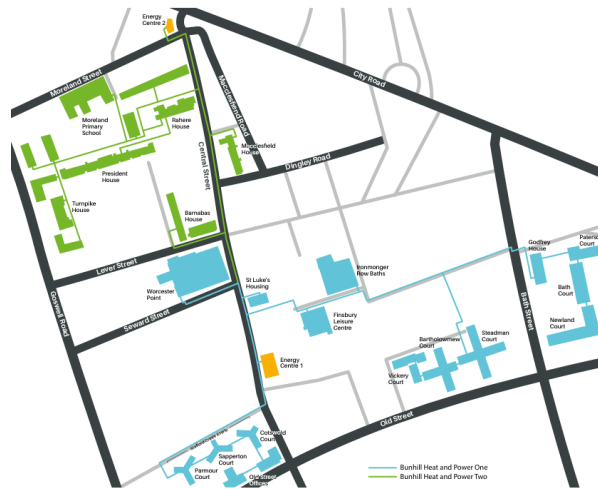 Energy
Centre 2
Moreland Street
City Road
Macclesfield Road
Moreland
Primary
School
Rahere
House
Central Street
Macclesfield
House
Dingley Road
President
House
Turnpike
House
Barnabas
House
Godfrey
House
Lever Street
St Luke's
Housing
Ironmonger
Row Baths
Bath
Court
Worcester
Point
Goswell Road
Seward Street
Finsbury
Leisure
Centre
Bath Street
Newland
Court
Bartholomew
Court
Steadman
Court
Energy
Centre 1
Vickery
Court
Old Street
Cotswold
Court
Sapperton
Court
Parmour
Court
Old Street
Offices
Bunhill Heat and Power One
Bunhill Heat and Power Two